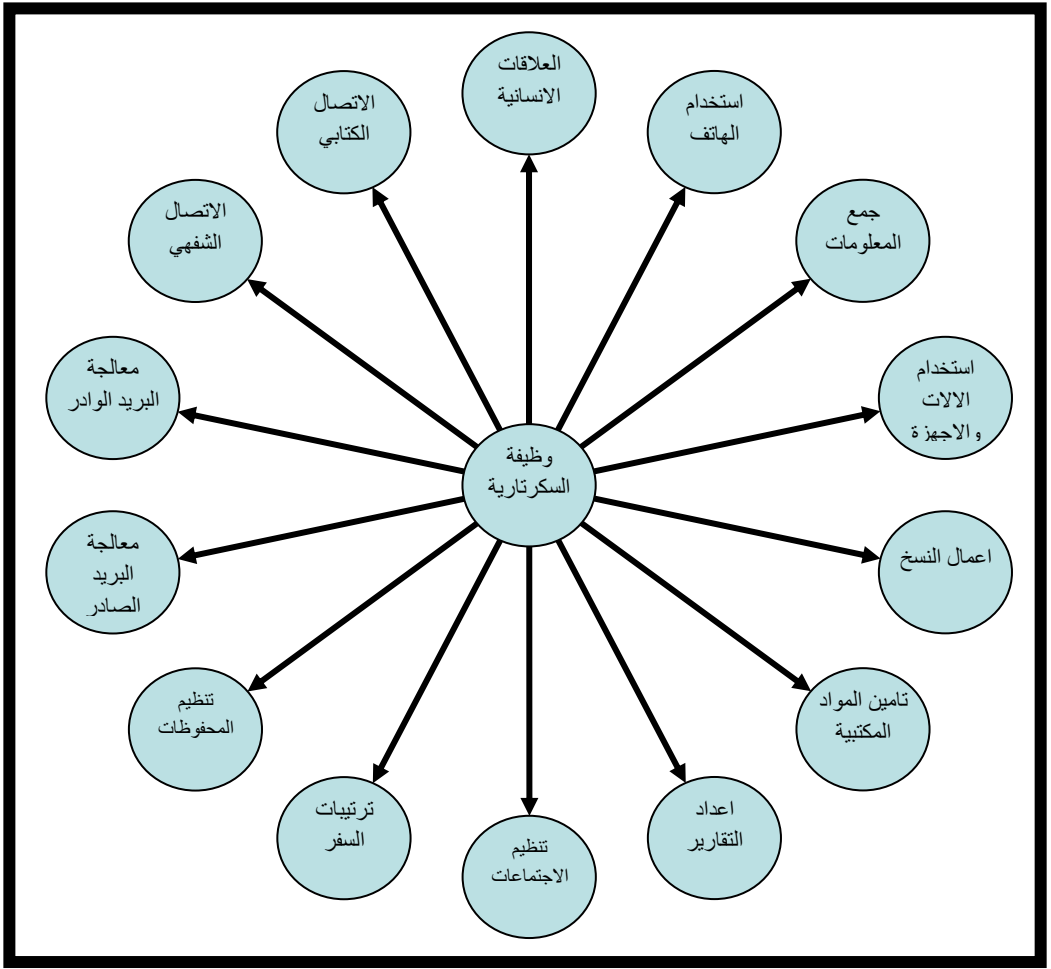 العلاقات
الانسانية
استخدام
الهاتف
جمع
المعلومات
استخدام
الالات
والاجهزة
اعمال النسخ
تامين المواد
المكتبية
اعداد
التقارير
تنظيم
الاجتماعات
ترتيبات
السفر
تنظيم
المحفوظات
معالجة
البريد
الصادر
معالجة
البريد الوادر
الاتصال
الشفهي
الاتصال
الكتابي
وظيفة
السكرتارية